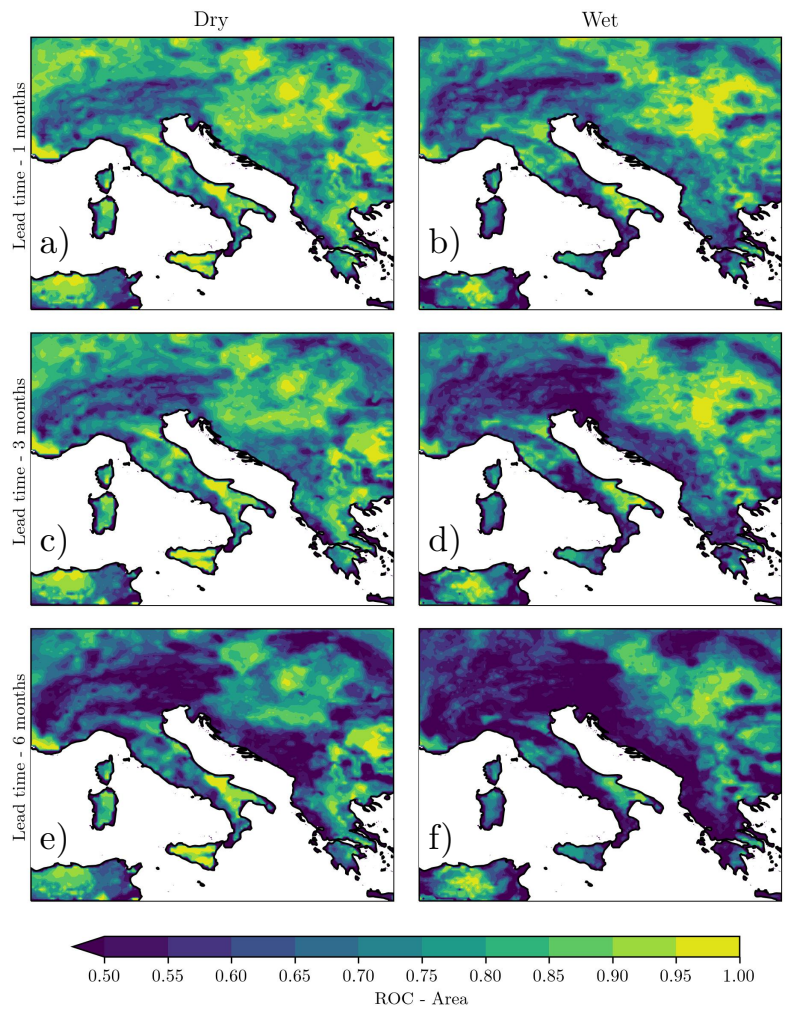 Dry Wet
Lead time - 1 months
a) b)
Lead time - 3 months
c) d)
Lead time - 6 months
e) f)
0.50 0.55 0.60 0.65 0.70 0.75 0.80 0.85 0.90 0.95 1.00
ROC - Area